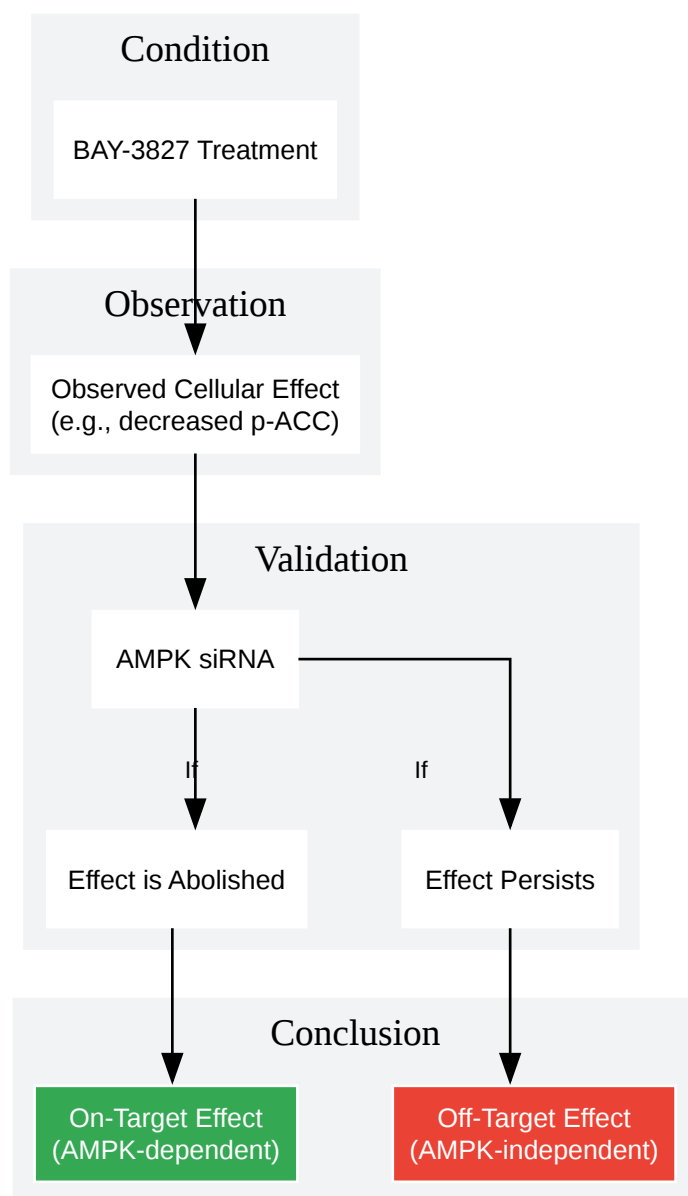 Condition
BAY-3827 Treatment
Observation
Observed Cellular Effect
(e.g., decreased p-ACC)
Validation
AMPK siRNA
If
If
Effect is Abolished
Effect Persists
Conclusion
On-Target Effect
(AMPK-dependent)
Off-Target Effect
(AMPK-independent)